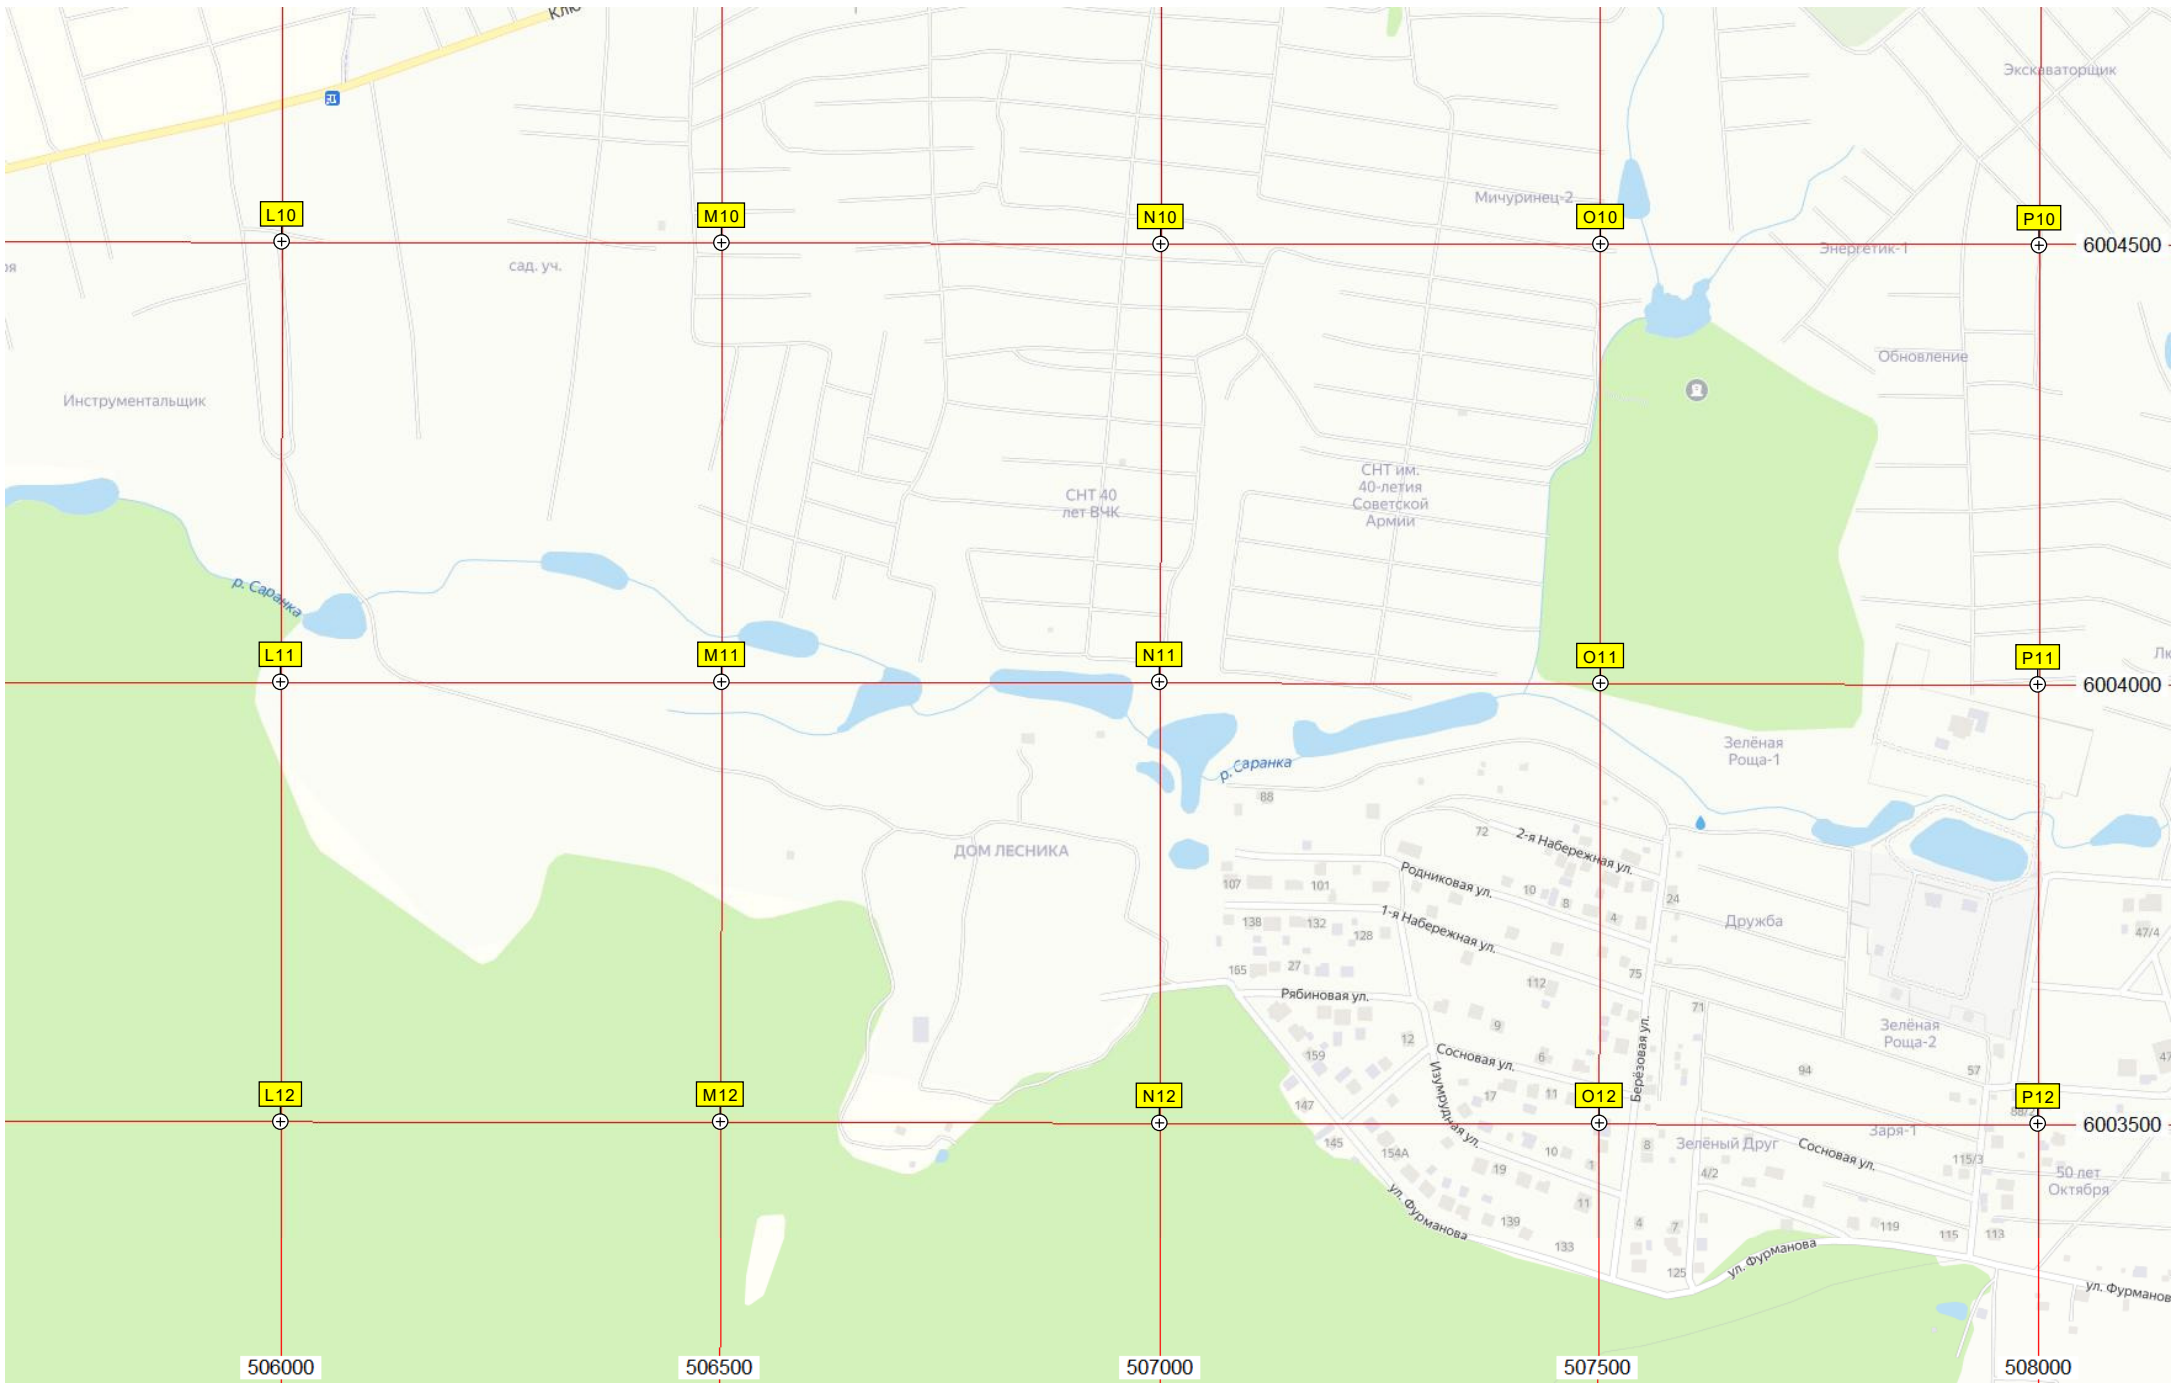 Экскаваторщик
Мичуринец-2
L10
M10
N10
O10
P10
6004500
Энергетик-1
сад. уч.
Обновление
Инструментальщик
СНТ 40
лет ВЧК
СНТ им.
40-летия
Советской
Армии
р. Саранка
L11
M11
N11
O11
P11
6004000
Зелёная
Роща-1
р. Саранка
88
72
2-я Набережная ул.
ДОМ ЛЕСНИКА
Родниковая ул.
107
101
10
8
4
24
1-я Набережная ул.
138
132
128
Дружба
47/4
165
27
75
112
Рябиновая ул.
71
9
12
Зелёная
Роща-2
159
Сосновая ул.
6
Берёзовая ул.
94
57
47
Изумрудная ул.
17
11
147
L12
M12
N12
O12
P12
88/2
6003500
145
154А
10
1
8
Зелёный Друг
Заря-1
Сосновая ул.
115/3
19
4/2
50 лет
Октября
11
ул. Фурманова
139
4
7
119
115
113
133
125
ул. Фурманова
ул. Фурманов
506000
506500
507000
507500
508000